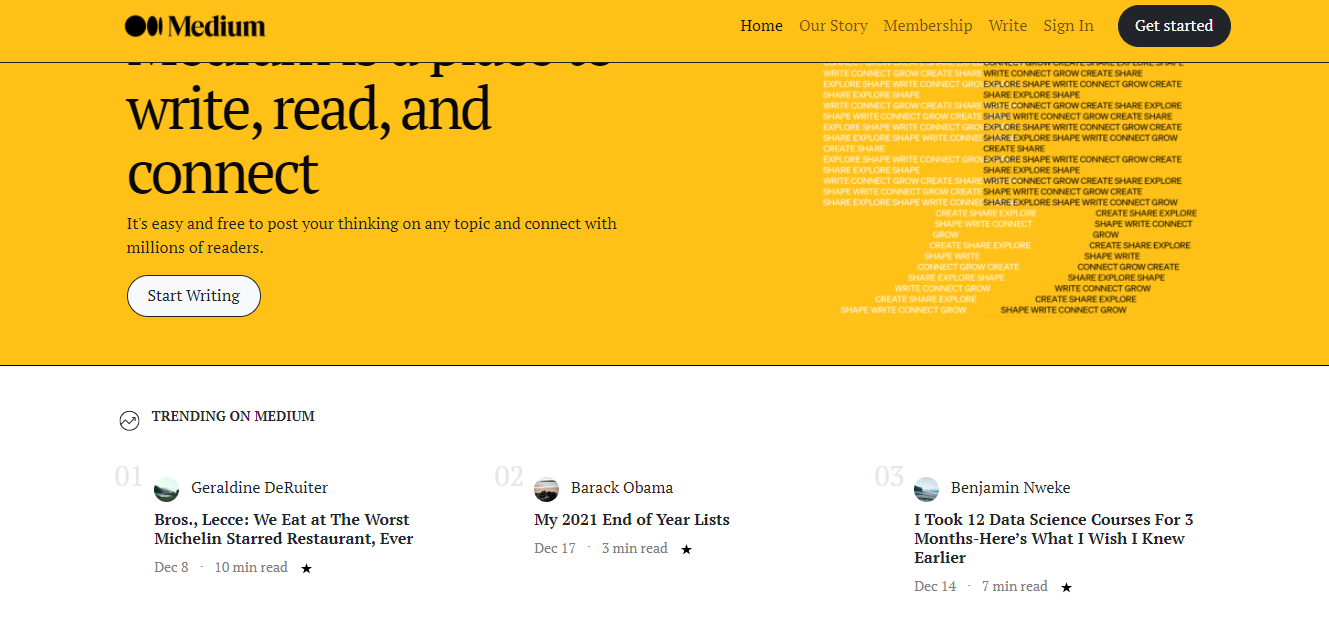 Medium
Home Our Story Membership Write Sign In Get started
Medium is a place to
write, read, and
connect
It's easy and free to post your thinking on any topic and connect with
millions of readers.
Start Writing
CONNECT GROW CREATE SHARE EXPLORE SHAPE
WRITE CONNECT GROW CREATE SHARE WRITE CONNECT GROW CREATE SHARE
EXPLORE SHAPE WRITE CONNECT GROW EXPLORE SHAPE WRITE CONNECT GROW CREATE
SHARE EXPLORE SHAPE SHARE EXPLORE SHAPE
WRITE CONNECT GROW CREATE SHARE WRITE CONNECT GROW CREATE SHARE EXPLORE
SHAPE WRITE CONNECT GROW CREATE SHAPE WRITE CONNECT GROW CREATE SHARE
EXPLORE SHAPE WRITE CONNECT GROW EXPLORE SHAPE WRITE CONNECT GROW CREATE
SHARE EXPLORE SHAPE WRITE CONNECT SHARE EXPLORE SHAPE WRITE CONNECT GROW
CREATE SHARE CREATE SHARE
EXPLORE SHAPE WRITE CONNECT GROW EXPLORE SHAPE WRITE CONNECT GROW CREATE
SHARE EXPLORE SHAPE SHARE EXPLORE SHAPE
WRITE CONNECT GROW CREATE SHARE WRITE CONNECT GROW CREATE SHARE EXPLORE
SHAPE WRITE CONNECT GROW CREATE SHAPE WRITE CONNECT GROW CREATE
SHARE EXPLORE SHAPE WRITE CONNECT SHARE EXPLORE SHAPE WRITE CONNECT GROW
CREATE SHARE EXPLORE CREATE SHARE EXPLORE
SHAPE WRITE CONNECT SHAPE WRITE CONNECT
GROW GROW
CREATE SHARE EXPLORE CREATE SHARE EXPLORE
SHAPE WRITE SHAPE WRITE
CONNECT GROW CREATE CONNECT GROW CREATE
SHARE EXPLORE SHAPE SHARE EXPLORE SHAPE
WRITE CONNECT GROW WRITE CONNECT GROW
CREATE SHARE EXPLORE CREATE SHARE EXPLORE
SHAPE WRITE CONNECT GROW SHAPE WRITE CONNECT GROW
TRENDING ON MEDIUM
01
Geraldine DeRuiter
Bros., Lecce: We Eat at The Worst
Michelin Starred Restaurant, Ever
Dec 8 · 10 min read ★
02
Barack Obama
My 2021 End of Year Lists
Dec 17 · 3 min read ★
03
Benjamin Nweke
I Took 12 Data Science Courses For 3
Months-Here’s What I Wish I Knew
Earlier
Dec 14 · 7 min read ★